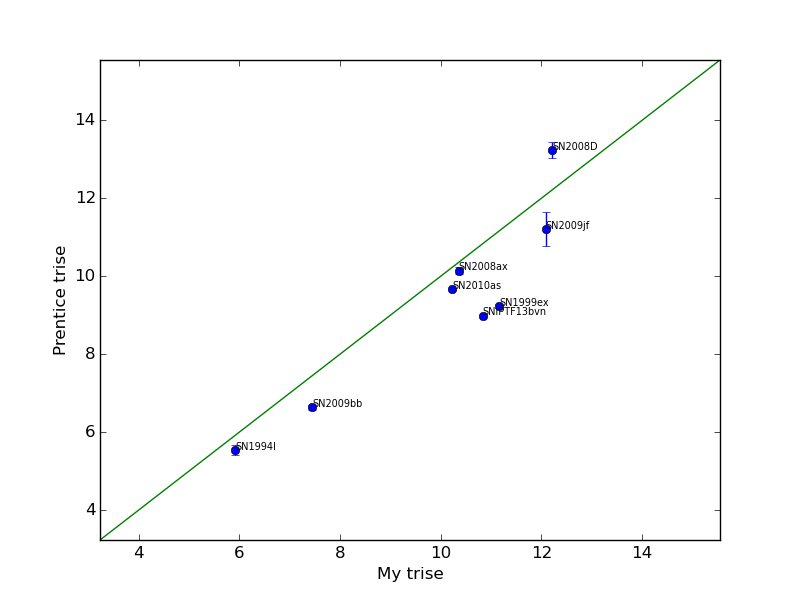 14
12
10
8
6
4
SN2008D
SN2009jf
SN2008ax
SN2010as
SN1999ex
SNiPTF13bvn
SN2009bb
SN1994I
4
6
8
10
12
14
My trise
Prentice trise